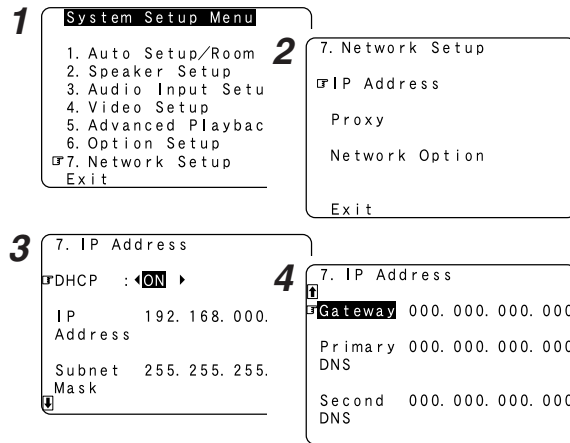 1
System Setup Menu
1. Auto Setup/Room
2. Speaker Setup
3. Audio Input Setu
4. Video Setup
5. Advanced Playbac
6. Option Setup
☞7. Network Setup
Exit
2
7. Network Setup
☞IP Address
Proxy
Network Option
Exit
3
7. IP Address
☞DHCP :◀ON ▶
IP 192. 168. 000.
Address
Subnet 255. 255. 255.
Mask
4
7. IP Address
☞Gateway 000. 000. 000. 000
Primary 000. 000. 000. 000
DNS
Second 000. 000. 000. 000
DNS